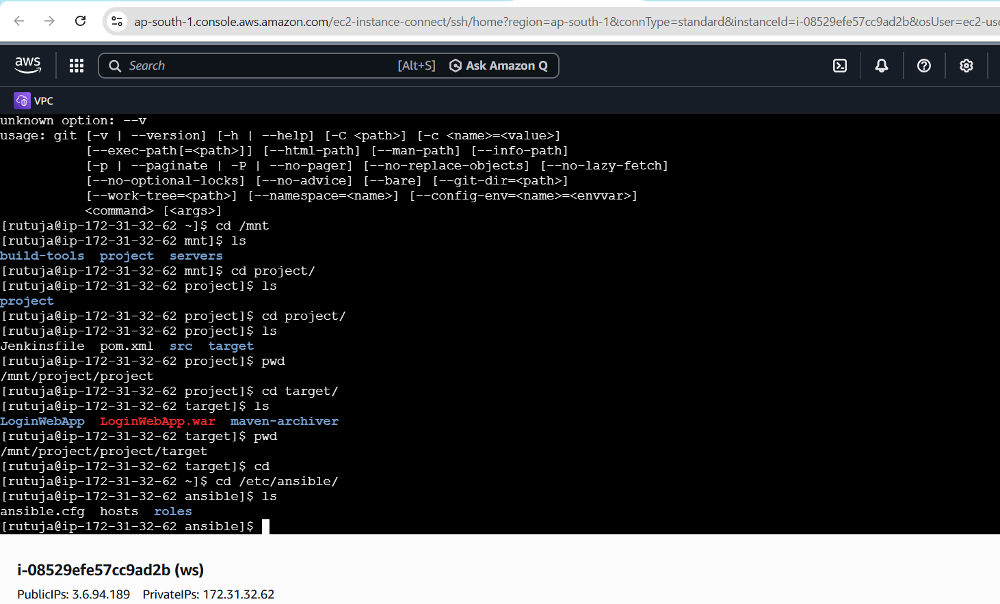 ap-south-1.console.aws.amazon.com/ec2-instance-connect/ssh/home?region=ap-south-1&connType=standard&instanceId=i-08529efe57cc9ad2b&osUser=ec2-use
aws Search [Alt+S] Ask Amazon Q
VPC
unknown option: --v
usage: git [-v | --version] [-h | --help] [-C <path>] [-c <name>=<value>]
           [--exec-path[=<path>]] [--html-path] [--man-path] [--info-path]
           [-p | --paginate | -P | --no-pager] [--no-replace-objects] [--no-lazy-fetch]
           [--no-optional-locks] [--no-advice] [--bare] [--git-dir=<path>]
           [--work-tree=<path>] [--namespace=<name>] [--config-env=<name>=<envvar>]
           <command> [<args>]
[rutuja@ip-172-31-32-62 ~]$ cd /mnt
[rutuja@ip-172-31-32-62 mnt]$ ls
build-tools  project  servers
[rutuja@ip-172-31-32-62 mnt]$ cd project/
[rutuja@ip-172-31-32-62 project]$ ls
project
[rutuja@ip-172-31-32-62 project]$ cd project/
[rutuja@ip-172-31-32-62 project]$ ls
Jenkinsfile  pom.xml  src  target
[rutuja@ip-172-31-32-62 project]$ pwd
/mnt/project/project
[rutuja@ip-172-31-32-62 project]$ cd target/
[rutuja@ip-172-31-32-62 target]$ ls
LoginWebApp  LoginWebApp.war  maven-archiver
[rutuja@ip-172-31-32-62 target]$ pwd
/mnt/project/project/target
[rutuja@ip-172-31-32-62 target]$ cd
[rutuja@ip-172-31-32-62 ~]$ cd /etc/ansible/
[rutuja@ip-172-31-32-62 ansible]$ ls
ansible.cfg  hosts  roles
[rutuja@ip-172-31-32-62 ansible]$
i-08529efe57cc9ad2b (ws)
PublicIPs: 3.6.94.189 PrivateIPs: 172.31.32.62